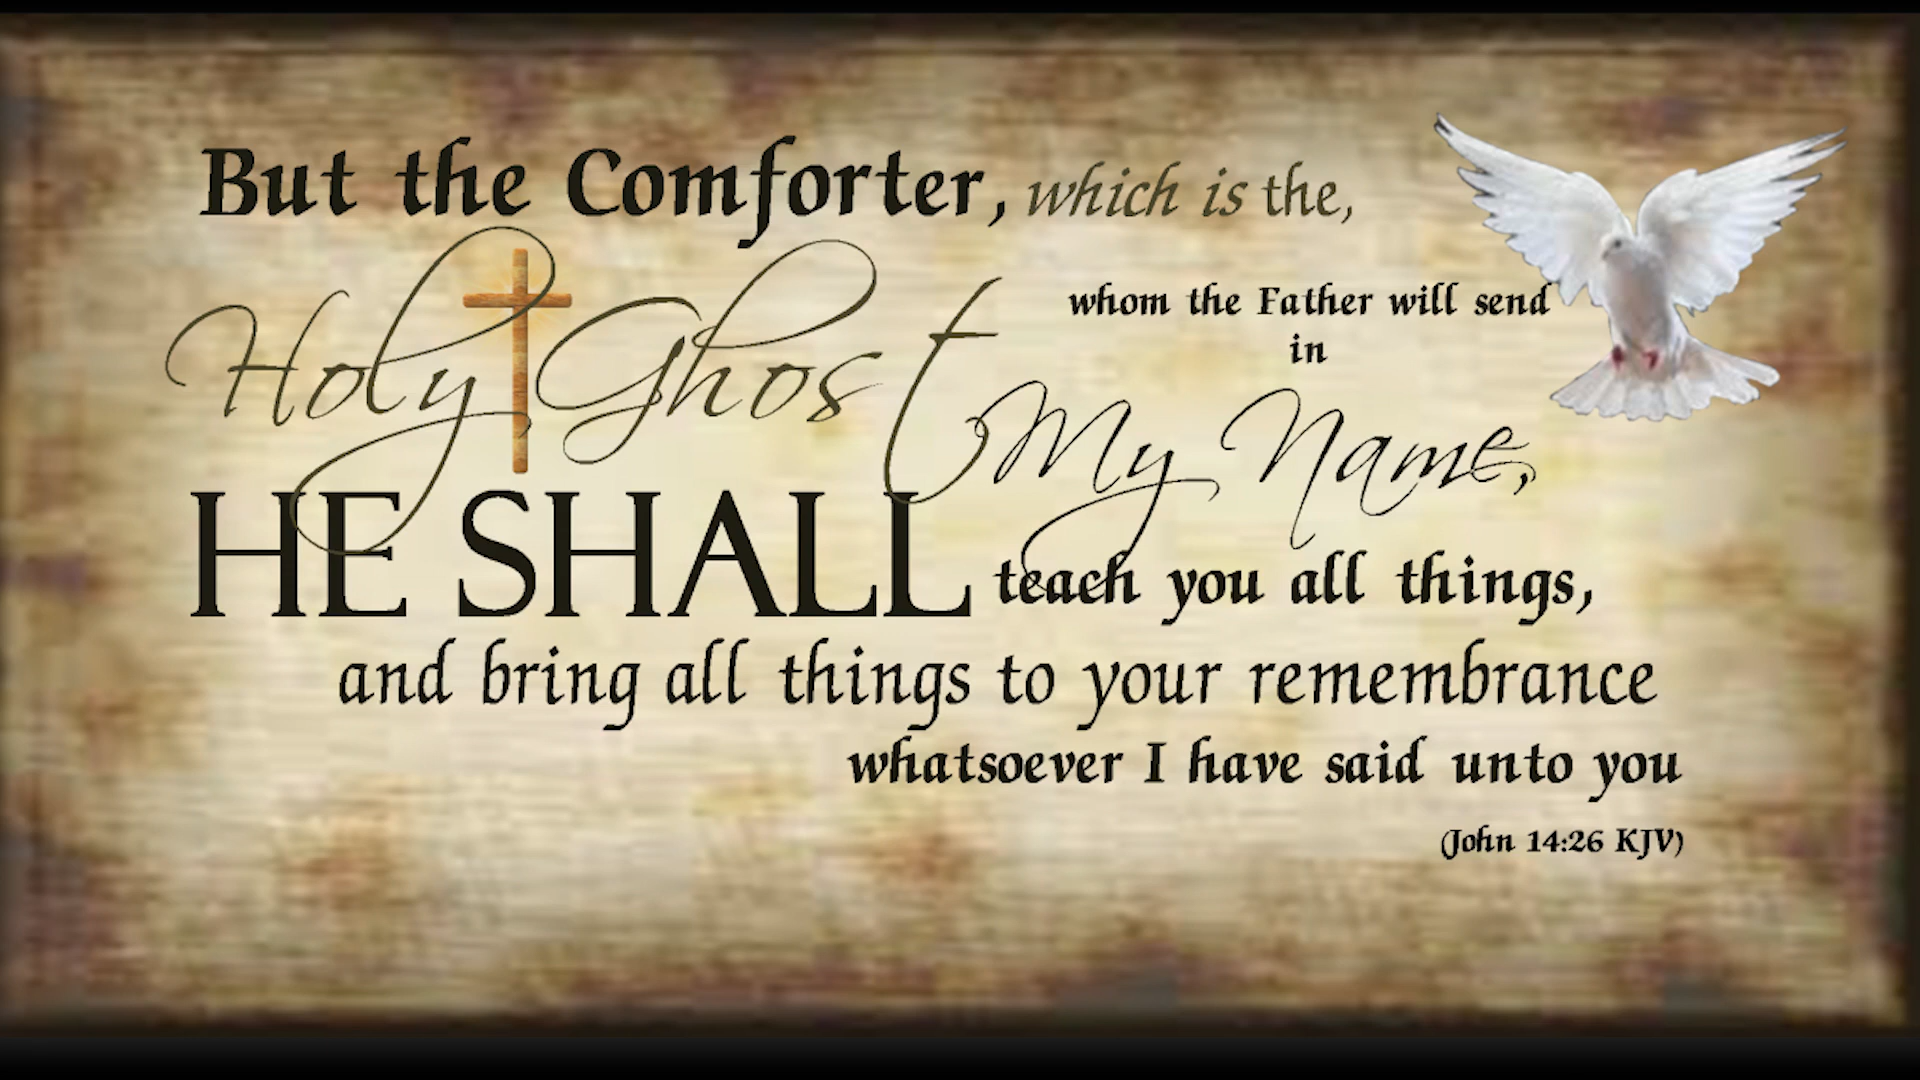 But the Comforter, which is the,
Holy Ghost
whom the Father will send
in
My Name,
HE SHALL teach you all things,
and bring all things to your remembrance
whatsoever I have said unto you
(John 14:26 KJV)